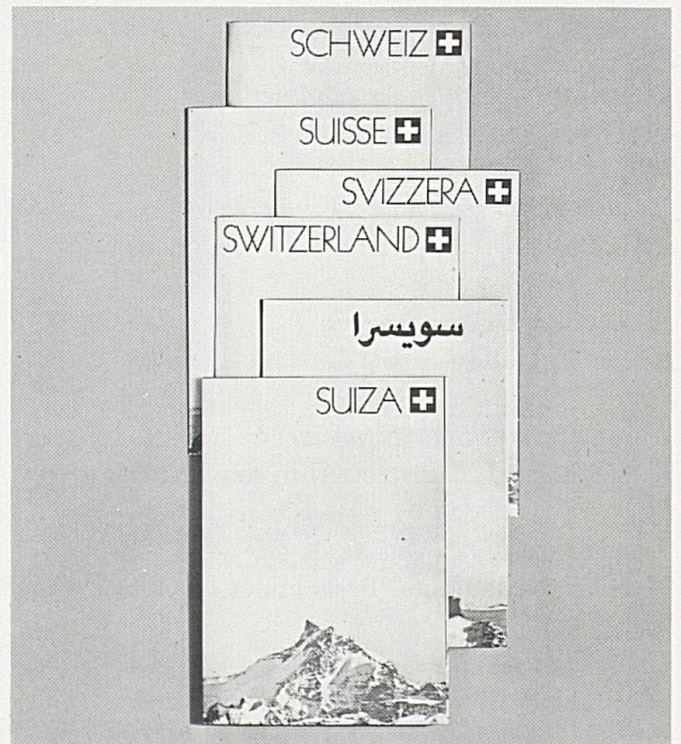 SCHWEIZ
SUISSE
SVIZZERA
SWITZERLAND
سويسرا
SUIZA